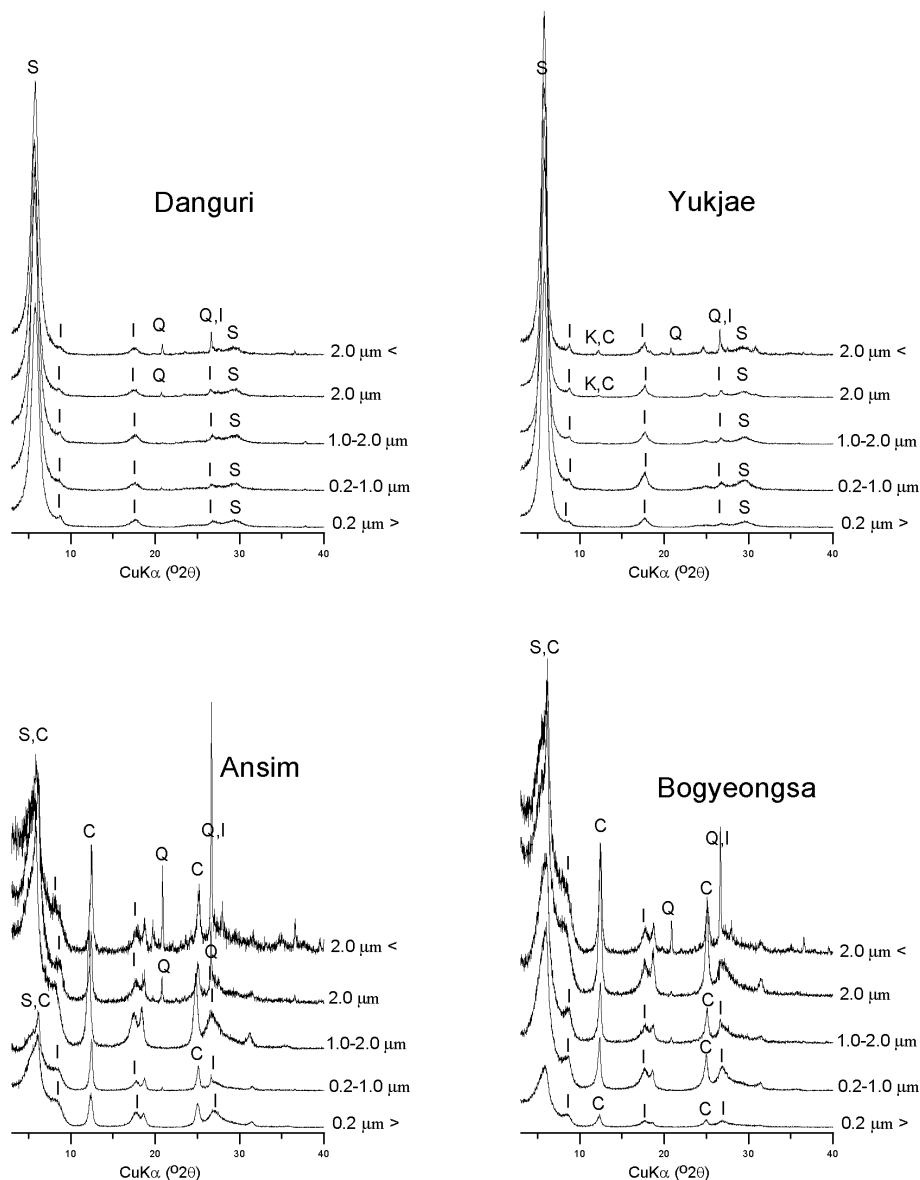 S
Danguri
I I Q Q,I S 2.0 μm <
I I Q I S 2.0 μm
I I I S 1.0-2.0 μm
I I I S 0.2-1.0 μm
I I I S 0.2 μm >
10 20 30 40
CuKα (O2θ)
S
Yukjae
I K,C I Q Q,I S 2.0 μm <
I K,C I I S 2.0 μm
I I I S 1.0-2.0 μm
I I I S 0.2-1.0 μm
I I I S 0.2 μm >
10 20 30 40
CuKα (O2θ)
S,C
Ansim
I C I Q C Q,I 2.0 μm <
I I Q Q 2.0 μm
I 1.0-2.0 μm
S,C
I I C 0.2-1.0 μm
I I 0.2 μm >
10 20 30 40
CuKα (O2θ)
S,C
Bogyeongsa
I C I Q C Q,I 2.0 μm <
2.0 μm
I I C I 1.0-2.0 μm
I I C I 0.2-1.0 μm
C I C I 0.2 μm >
10 20 30 40
CuKα (O2θ)